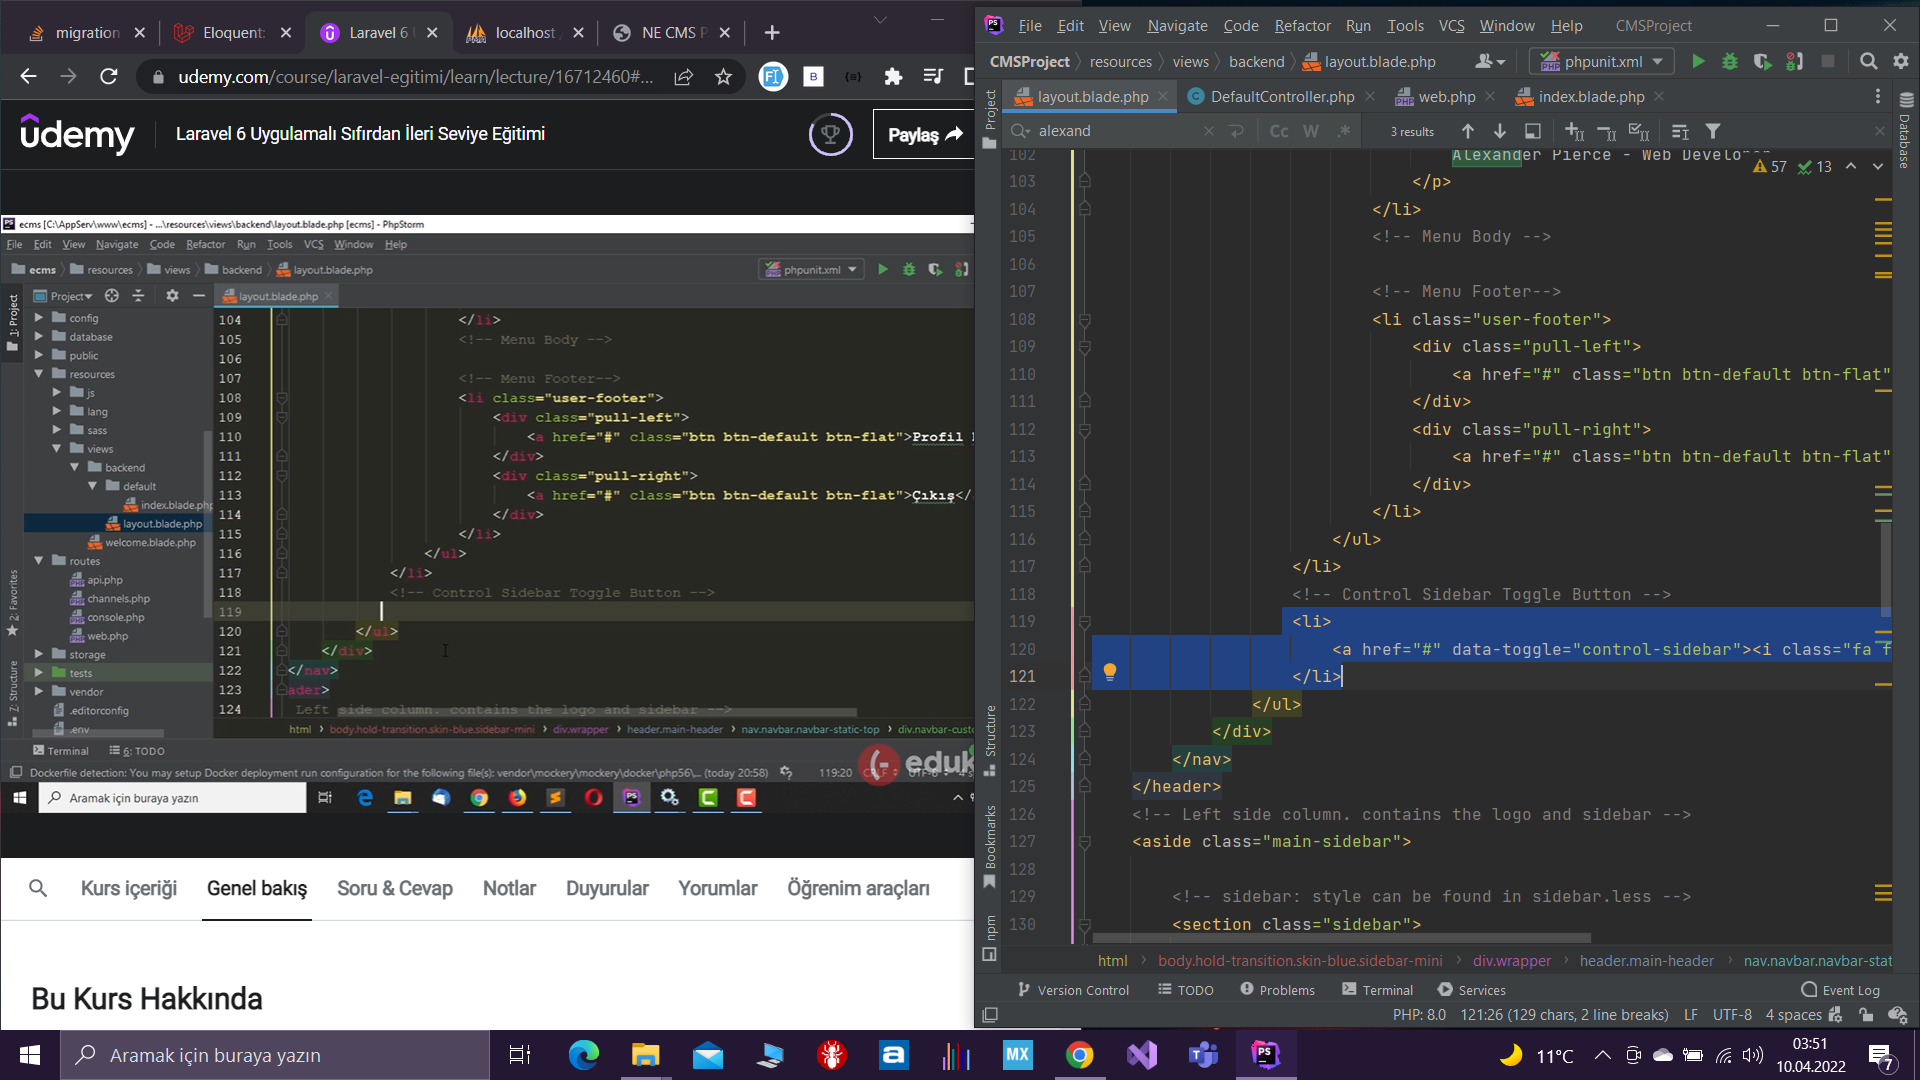 migration
Eloquent:
Laravel 6 U
localhost /
NE CMS P
udemy.com/course/laravel-egitimi/learn/lecture/16712460#...
ûdemy
Laravel 6 Uygulamalı Sıfırdan İleri Seviye Eğitimi
Paylaş
ecms [C:\AppServ\www\ecms] - ...\resources\views\backend\layout.blade.php [ecms] - PhpStorm
File Edit View Navigate Code Refactor Run Tools VCS Window Help
ecms resources views backend layout.blade.php
phpunit.xml
1: Project
Project
layout.blade.php
config
database
public
resources
js
lang
sass
views
backend
default
index.blade.php
layout.blade.php
welcome.blade.php
routes
api.php
channels.php
console.php
web.php
storage
tests
vendor
.editorconfig
.env
2: Favorites
7: Structure
104 </li>
105 <!-- Menu Body -->
106
107 <!-- Menu Footer-->
108 <li class="user-footer">
109 <div class="pull-left">
110 <a href="#" class="btn btn-default btn-flat">Profil
111 </div>
112 <div class="pull-right">
113 <a href="#" class="btn btn-default btn-flat">Çıkış</
114 </div>
115 </li>
116 </ul>
117 </li>
118 <!-- Control Sidebar Toggle Button -->
119
120 </ul>
121 </div>
122 </nav>
123 ader>
124 Left side column. contains the logo and sidebar -->
html body.hold-transition.skin-blue.sidebar-mini div.wrapper header.main-header nav.navbar.navbar-static-top div.navbar-custo
Terminal 6: TODO
Dockerfile detection: You may setup Docker deployment run configuration for the following file(s): vendor\mockery\mockery\docker\php56\... (today 20:58) 119:20
eduk
Aramak için buraya yazın
Kurs içeriği Genel bakış Soru & Cevap Notlar Duyurular Yorumlar Öğrenim araçları
Bu Kurs Hakkında
PS File Edit View Navigate Code Refactor Run Tools VCS Window Help CMSProject
CMSProject resources views backend layout.blade.php
phpunit.xml
Project
layout.blade.php DefaultController.php web.php index.blade.php
Database
alexand
Cc W .*
3 results
57 13
102 Alexander Pierce - Web Developer
103 </p>
104 </li>
105 <!-- Menu Body -->
106
107 <!-- Menu Footer-->
108 <li class="user-footer">
109 <div class="pull-left">
110 <a href="#" class="btn btn-default btn-flat"
111 </div>
112 <div class="pull-right">
113 <a href="#" class="btn btn-default btn-flat"
114 </div>
115 </li>
116 </ul>
117 </li>
118 <!-- Control Sidebar Toggle Button -->
119 <li>
120 <a href="#" data-toggle="control-sidebar"><i class="fa f
121 </li>
122 </ul>
123 </div>
124 </nav>
125 </header>
126 <!-- Left side column. contains the logo and sidebar -->
127 <aside class="main-sidebar">
128
129 <!-- sidebar: style can be found in sidebar.less -->
130 <section class="sidebar">
Structure
Bookmarks
npm
html body.hold-transition.skin-blue.sidebar-mini div.wrapper header.main-header nav.navbar.navbar-stat
Version Control TODO Problems Terminal Services Event Log
PHP: 8.0 121:26 (129 chars, 2 line breaks) LF UTF-8 4 spaces
Aramak için buraya yazın
11°C
03:51
10.04.2022
7